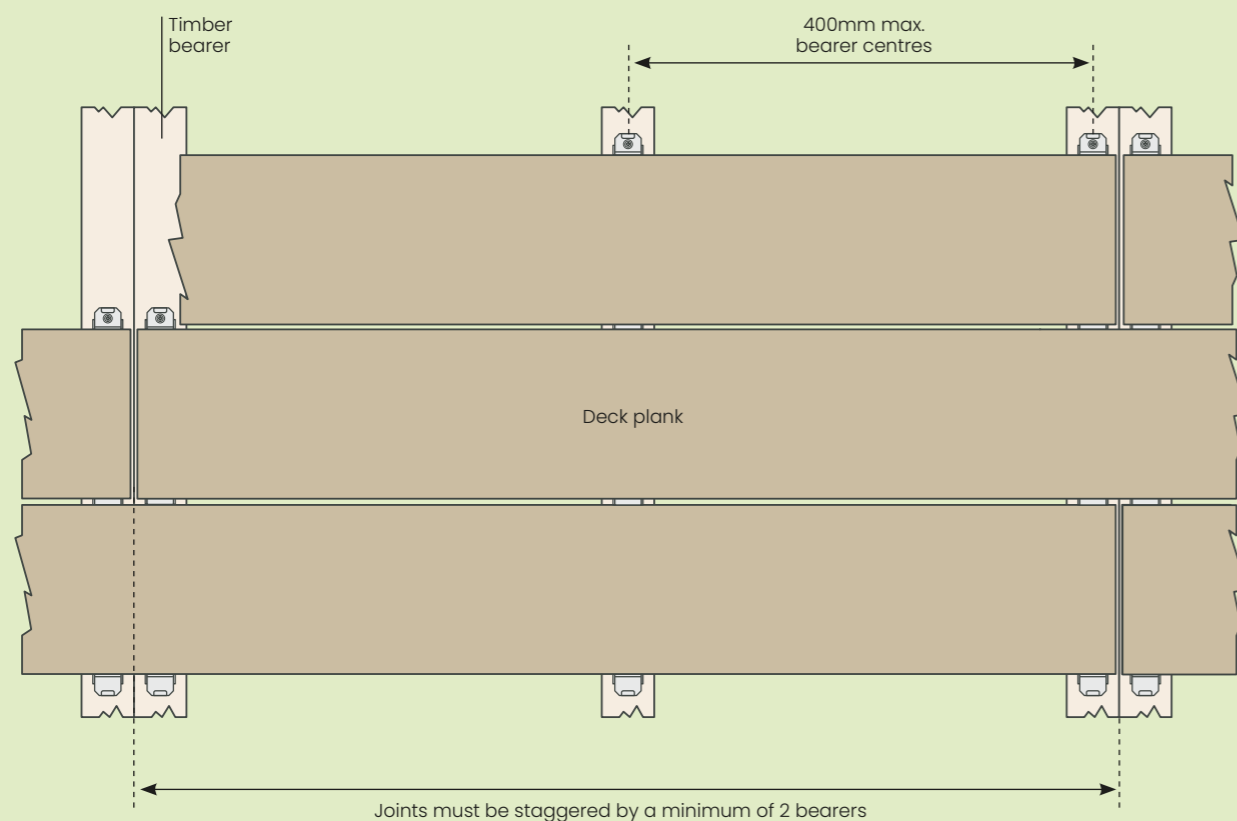 Timber
bearer
400mm max.
bearer centres
Deck plank
Joints must be staggered by a minimum of 2 bearers